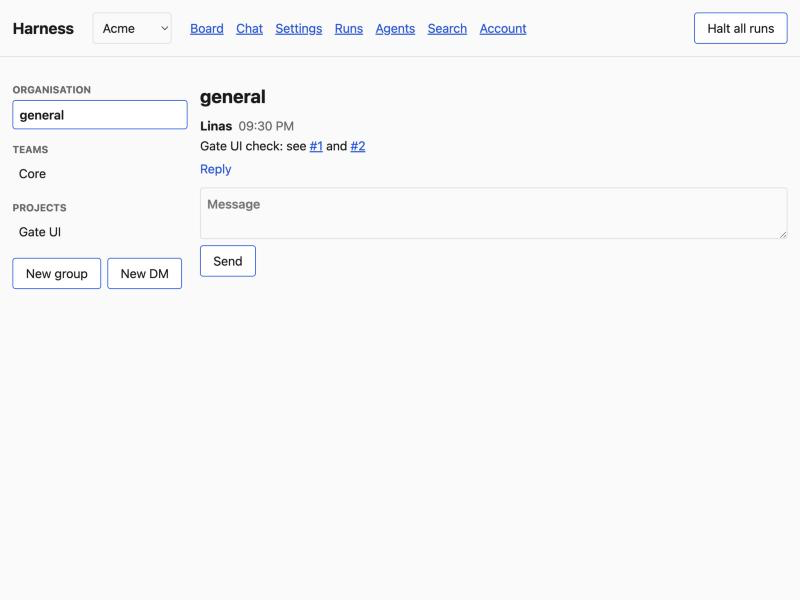 Harness Acme Board Chat Settings Runs Agents Search Account Halt all runs
ORGANISATION
general
TEAMS
Core
PROJECTS
Gate UI
New group New DM
general
Linas 09:30 PM
Gate UI check: see #1 and #2
Reply
Message
Send